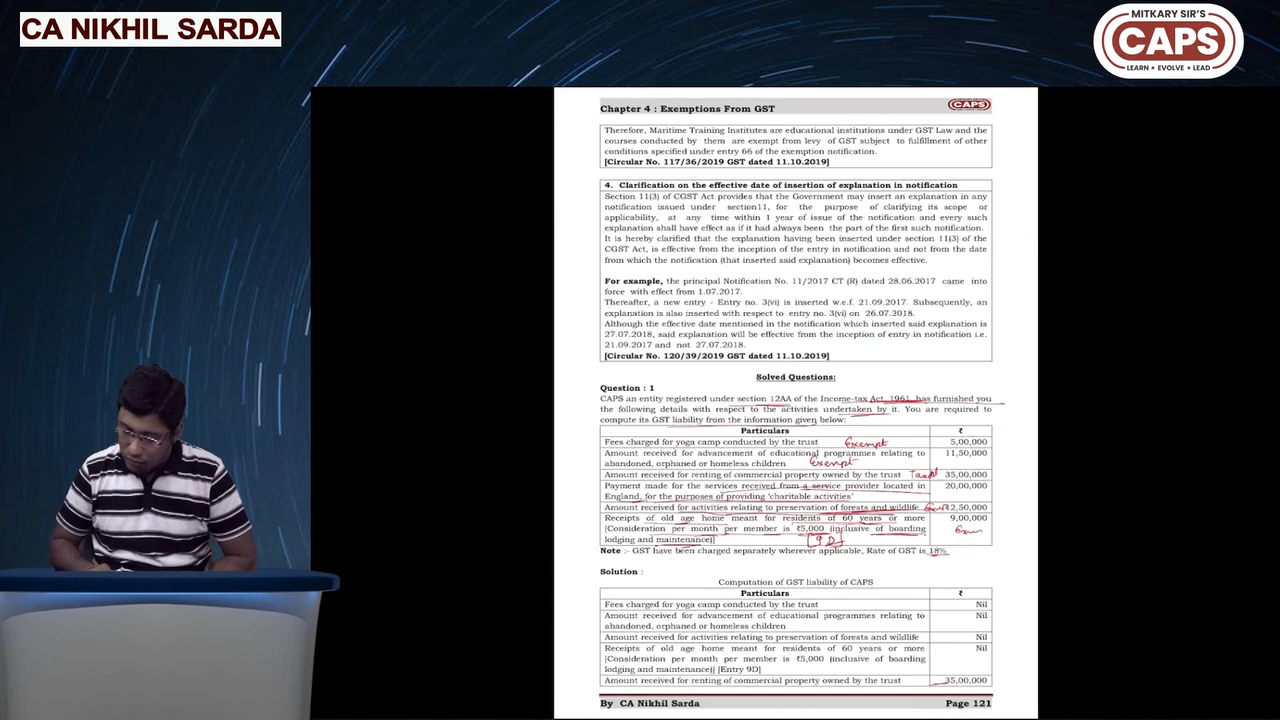 CA NIKHIL SARDA
MITKARY SIR'S
CAPS
LEARN • EVOLVE • LEAD
Chapter 4 : Exemptions From GST
CAPS
Therefore, Maritime Training Institutes are educational institutions under GST Law and the
courses conducted by them are exempt from levy of GST subject to fulfillment of other
conditions specified under entry 66 of the exemption notification.
[Circular No. 117/36/2019 GST dated 11.10.2019]
4. Clarification on the effective date of insertion of explanation in notification
Section 11(3) of CGST Act provides that the Government may insert an explanation in any
notification issued under section11, for the purpose of clarifying its scope or
applicability, at any time within 1 year of issue of the notification and every such
explanation shall have effect as if it had always been the part of the first such notification.
It is hereby clarified that the explanation having been inserted under section 11(3) of the
CGST Act, is effective from the inception of the entry in notification and not from the date
from which the notification (that inserted said explanation) becomes effective.
For example, the principal Notification No. 11/2017 CT (R) dated 28.06.2017 came into
force with effect from 1.07.2017.
Thereafter, a new entry - Entry no. 3(vi) is inserted w.e.f. 21.09.2017. Subsequently, an
explanation is also inserted with respect to entry no. 3(vi) on 26.07.2018.
Although the effective date mentioned in the notification which inserted said explanation is
27.07.2018, said explanation will be effective from the inception of entry in notification i.e.
21.09.2017 and not 27.07.2018.
[Circular No. 120/39/2019 GST dated 11.10.2019]
Solved Questions:
Question : 1
CAPS an entity registered under section 12AA of the Income-tax Act, 1961, has furnished you
the following details with respect to the activities undertaken by it. You are required to
compute its GST liability from the information given below:
Particulars ₹
Fees charged for yoga camp conducted by the trust Exempt 5,00,000
Amount received for advancement of educational programmes relating to 11,50,000
abandoned, orphaned or homeless children Exempt
Amount received for renting of commercial property owned by the trust 35,00,000
Payment made for the services received from a service provider located in 20,00,000
England, for the purposes of providing 'charitable activities'
Amount received for activities relating to preservation of forests and wildlife 12,50,000
Receipts of old age home meant for residents of 60 years or more 9,00,000
[Consideration per month per member is ₹5,000 (inclusive of boarding
lodging and maintenance)] [9D]
Note :- GST have been charged separately wherever applicable, Rate of GST is 18%
Solution :
Computation of GST liability of CAPS
Particulars ₹
Fees charged for yoga camp conducted by the trust Nil
Amount received for advancement of educational programmes relating to Nil
abandoned, orphaned or homeless children
Amount received for activities relating to preservation of forests and wildlife Nil
Receipts of old age home meant for residents of 60 years or more Nil
[Consideration per month per member is ₹5,000 (inclusive of boarding
lodging and maintenance)] [Entry 9D]
Amount received for renting of commercial property owned by the trust 35,00,000
By CA Nikhil Sarda Page 121